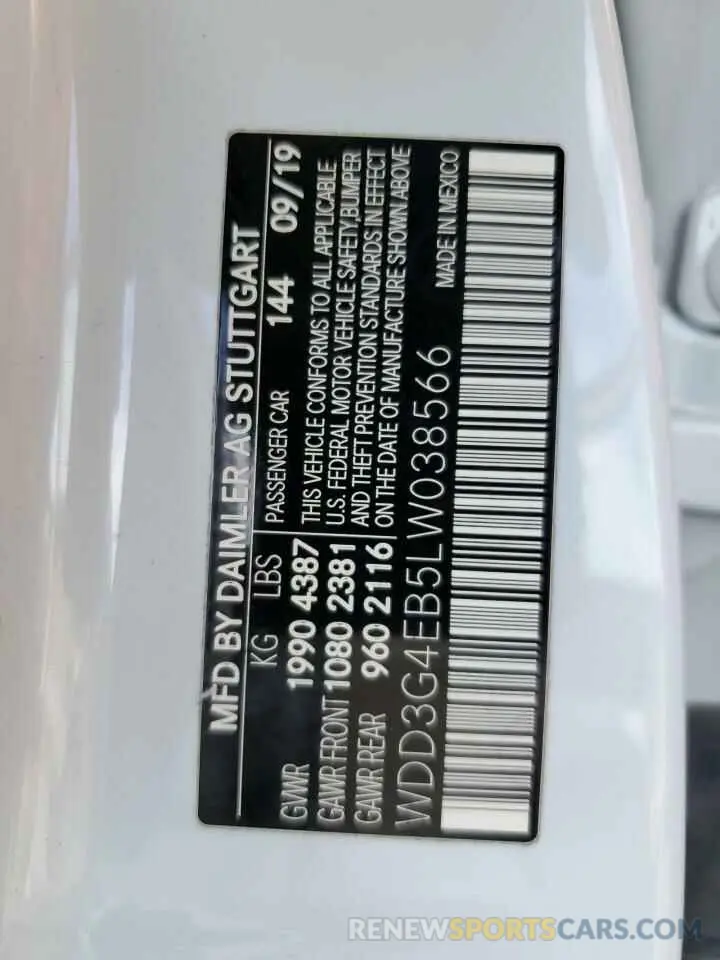 MFD BY DAIMLER AG STUTTGART
KG LBS PASSENGER CAR 144 09/19
GVWR 1990 4387 THIS VEHICLE CONFORMS TO ALL APPLICABLE
GAWR FRONT 1080 2381 U.S. FEDERAL MOTOR VEHICLE SAFETY, BUMPER
GAWR REAR 960 2116 AND THEFT PREVENTION STANDARDS IN EFFECT
ON THE DATE OF MANUFACTURE SHOWN ABOVE
WDD3G4EB5LW038566 MADE IN MEXICO
RENEWSPORTSCARS.COM